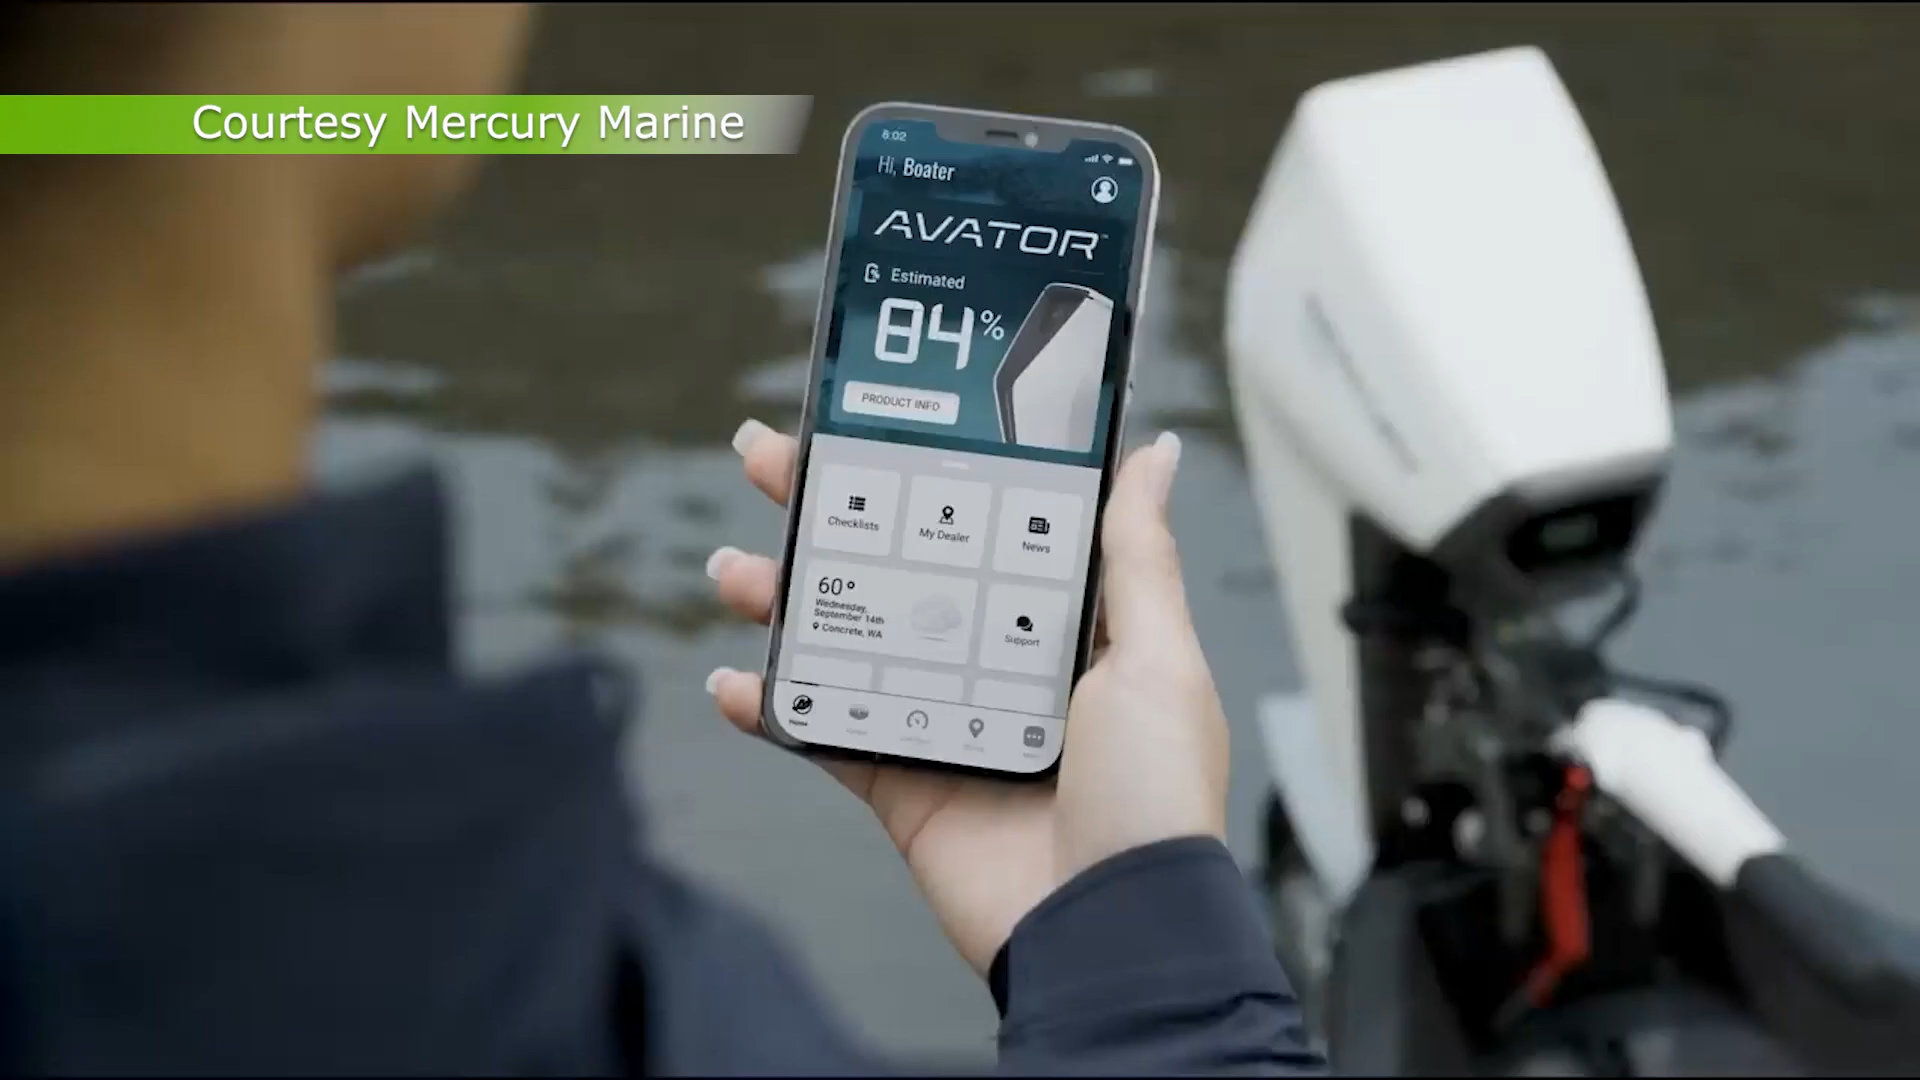 Courtesy Mercury Marine
8:02
Hi, Boater
AVATOR™
Estimated
84%
PRODUCT INFO
Checklists
My Dealer
News
60°
Wednesday,
September 14th
Concrete, WA
Support